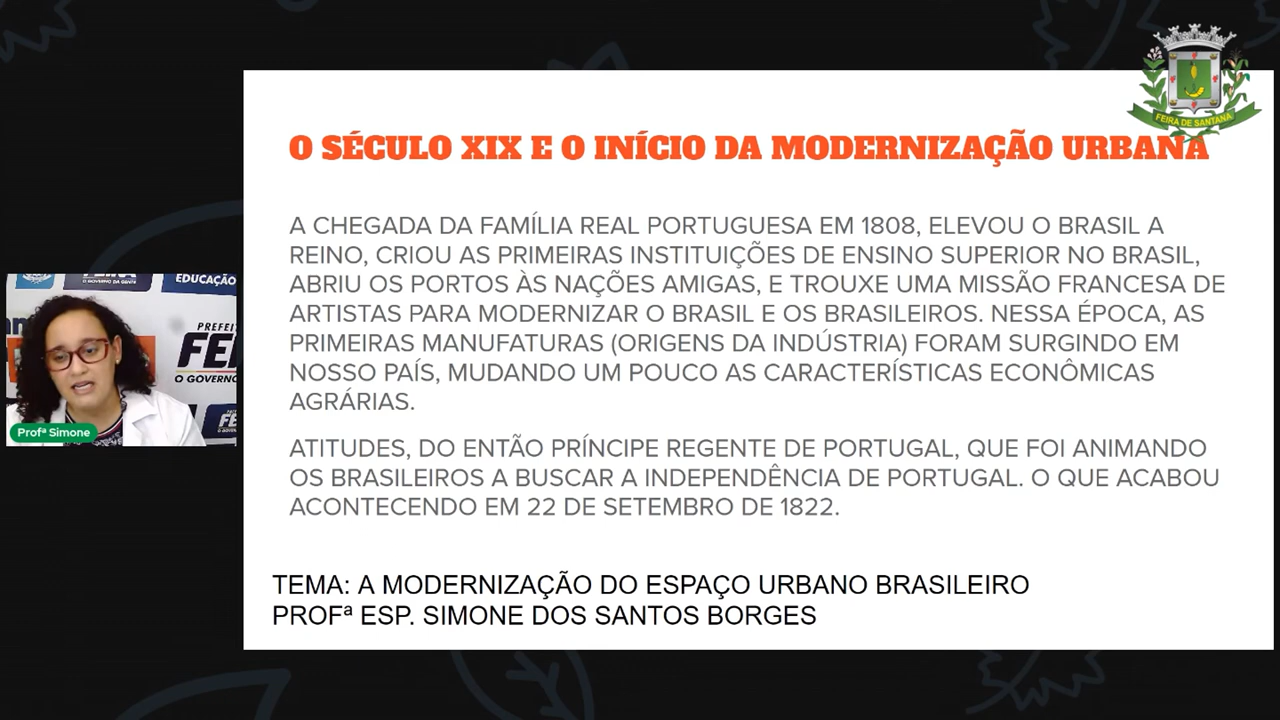 FEIRA DE SANTANA
O SÉCULO XIX E O INÍCIO DA MODERNIZAÇÃO URBANA
A CHEGADA DA FAMÍLIA REAL PORTUGUESA EM 1808, ELEVOU O BRASIL A
REINO, CRIOU AS PRIMEIRAS INSTITUIÇÕES DE ENSINO SUPERIOR NO BRASIL,
ABRIU OS PORTOS ÀS NAÇÕES AMIGAS, E TROUXE UMA MISSÃO FRANCESA DE
ARTISTAS PARA MODERNIZAR O BRASIL E OS BRASILEIROS. NESSA ÉPOCA, AS
PRIMEIRAS MANUFATURAS (ORIGENS DA INDÚSTRIA) FORAM SURGINDO EM
NOSSO PAÍS, MUDANDO UM POUCO AS CARACTERÍSTICAS ECONÔMICAS
AGRÁRIAS.
ATITUDES, DO ENTÃO PRÍNCIPE REGENTE DE PORTUGAL, QUE FOI ANIMANDO
OS BRASILEIROS A BUSCAR A INDEPENDÊNCIA DE PORTUGAL. O QUE ACABOU
ACONTECENDO EM 22 DE SETEMBRO DE 1822.
TEMA: A MODERNIZAÇÃO DO ESPAÇO URBANO BRASILEIRO
PROFª ESP. SIMONE DOS SANTOS BORGES
EDUCAÇÃO
PREFEI
FE
O GOVERNO
Profª Simone